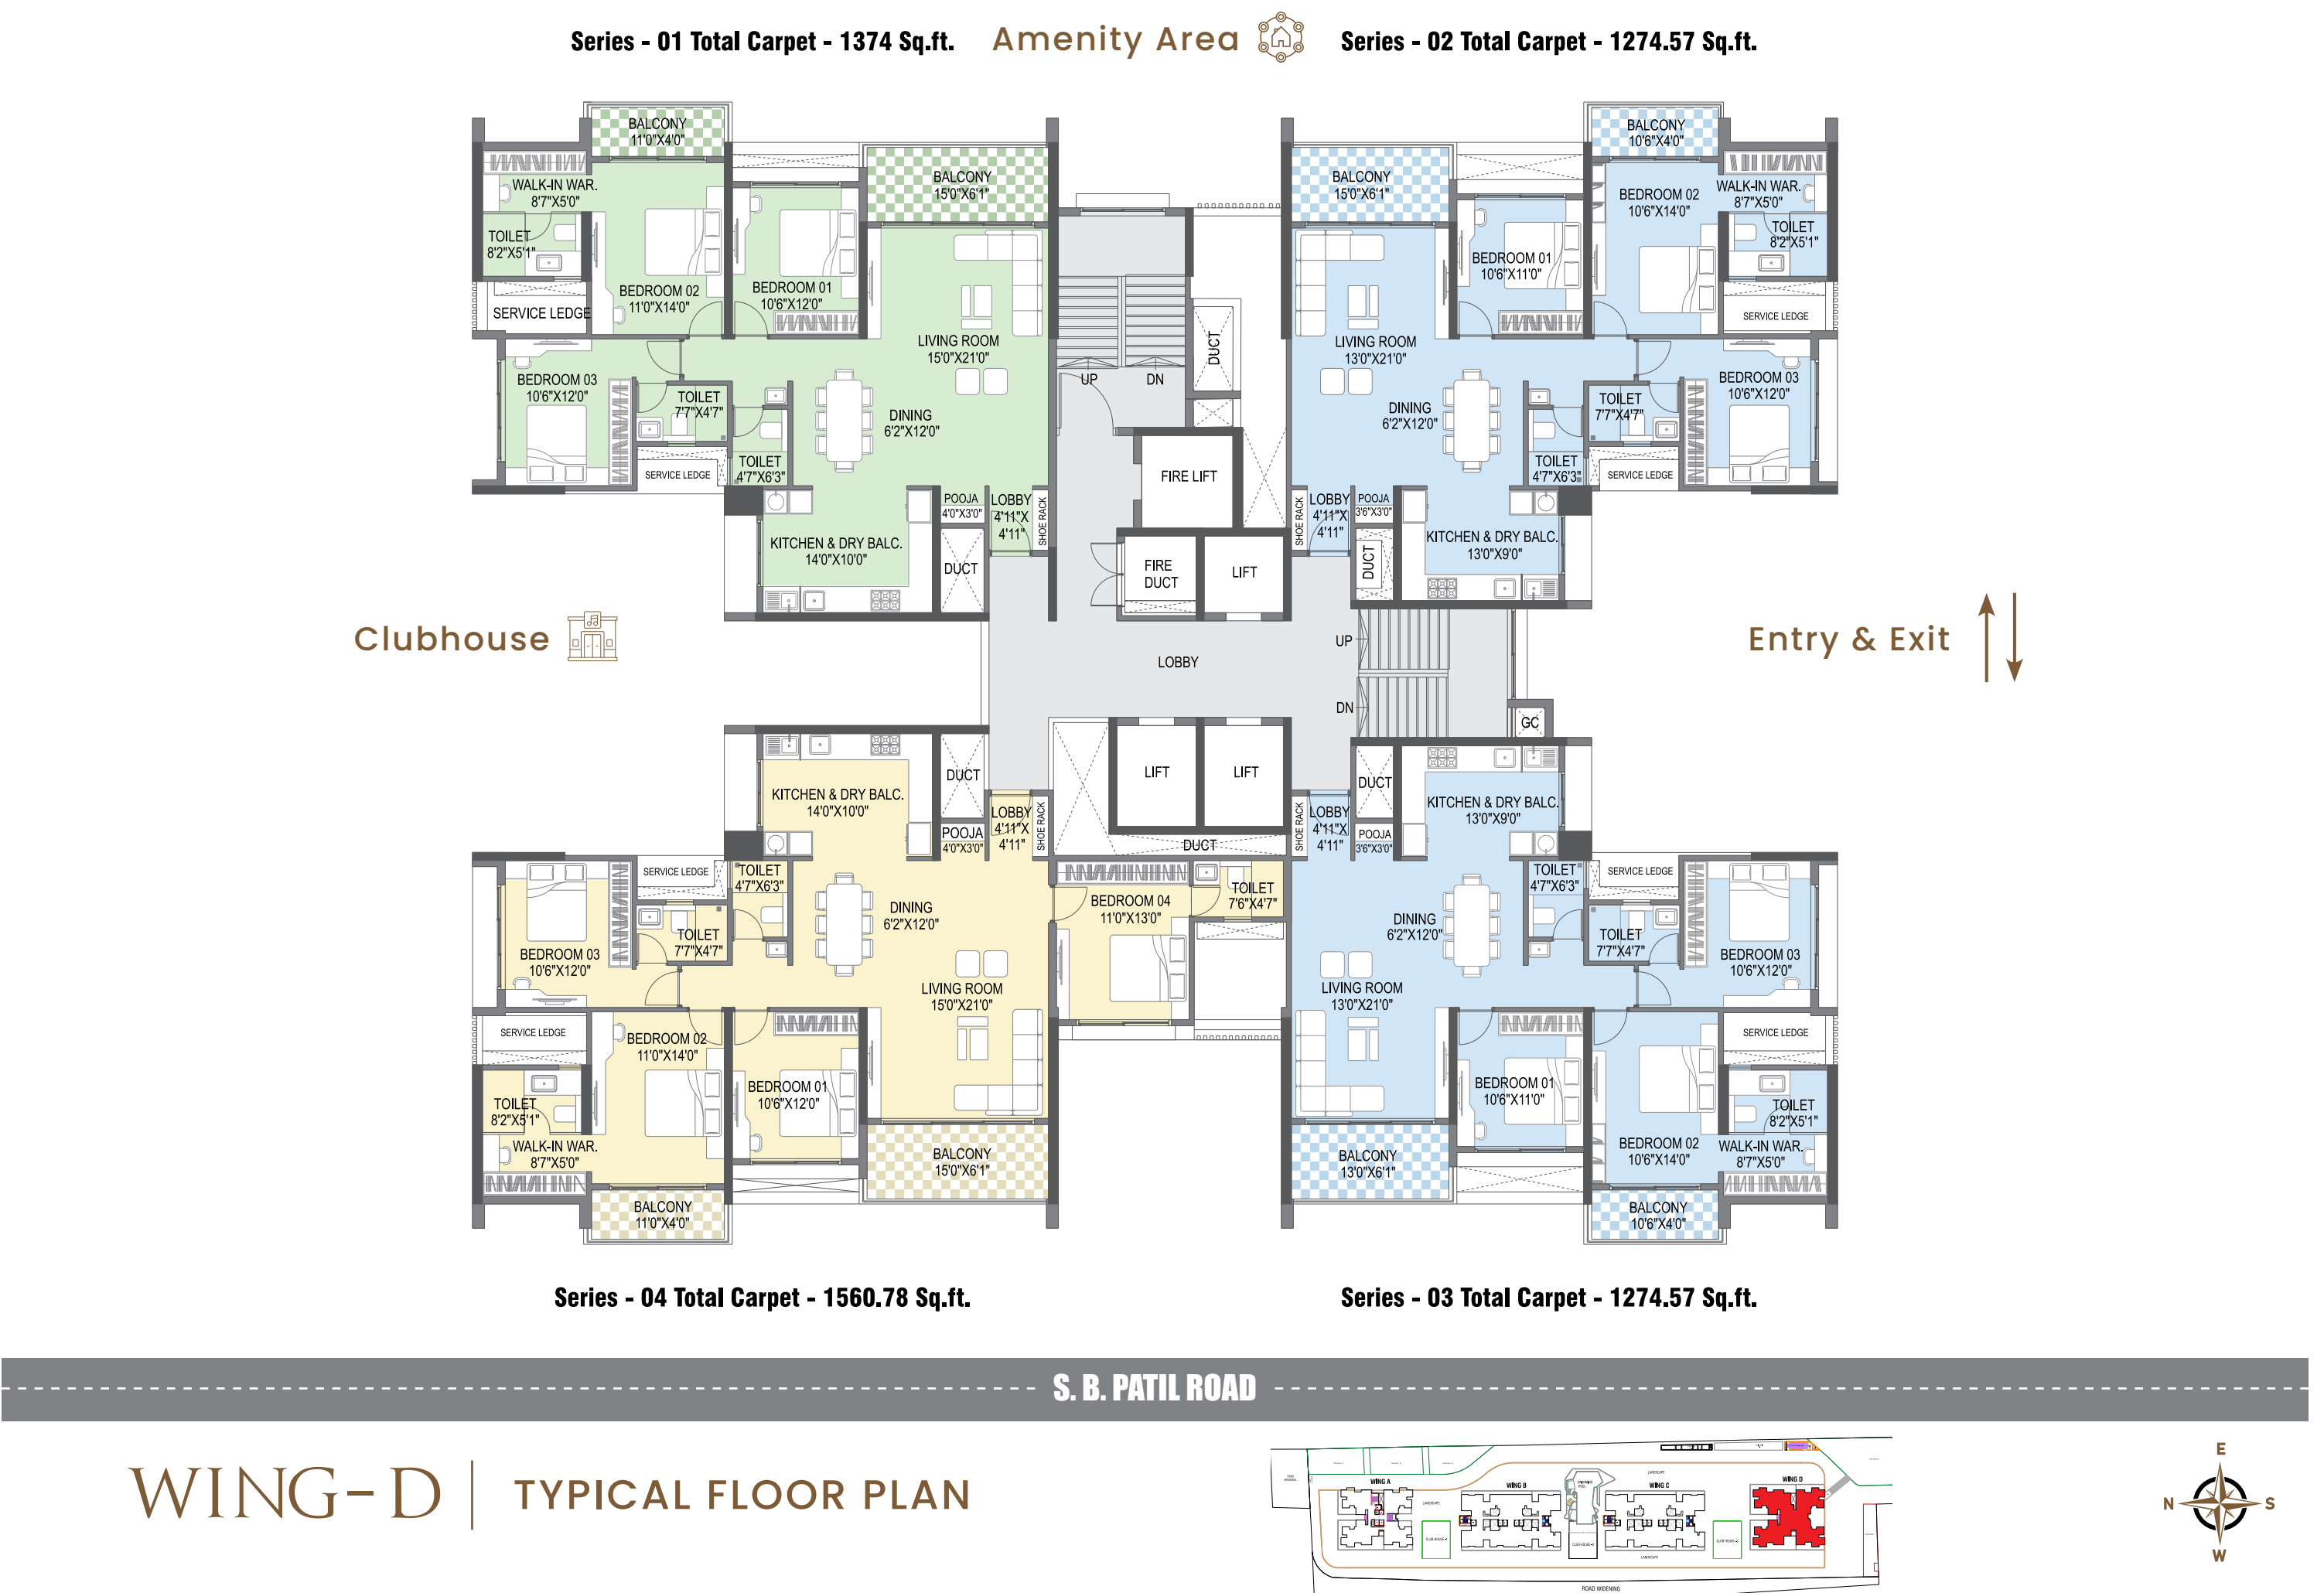 Series - 01 Total Carpet - 1374 Sq.ft.
Amenity Area
Series - 02 Total Carpet - 1274.57 Sq.ft.
BALCONY
11'0"X4'0"
WALK-IN WAR.
8'7"X5'0"
TOILET
8'2"X5'1"
BEDROOM 02
11'0"X14'0"
SERVICE LEDGE
BEDROOM 01
10'6"X12'0"
BALCONY
15'0"X6'1"
LIVING ROOM
15'0"X21'0"
BEDROOM 03
10'6"X12'0"
TOILET
7'7"X4'7"
SERVICE LEDGE
TOILET
4'7"X6'3"
DINING
6'2"X12'0"
POOJA
4'0"X3'0"
LOBBY
4'11"X
4'11"
SHOE RACK
KITCHEN & DRY BALC.
14'0"X10'0"
DUCT
UP
DN
DUCT
FIRE LIFT
FIRE
DUCT
LIFT
BALCONY
15'0"X6'1"
BEDROOM 01
10'6"X11'0"
BALCONY
10'6"X4'0"
BEDROOM 02
10'6"X14'0"
WALK-IN WAR.
8'7"X5'0"
TOILET
8'2"X5'1"
SERVICE LEDGE
LIVING ROOM
13'0"X21'0"
DINING
6'2"X12'0"
BEDROOM 03
10'6"X12'0"
TOILET
7'7"X4'7"
SERVICE LEDGE
TOILET
4'7"X6'3"
SHOE RACK
LOBBY
4'11"X
4'11"
POOJA
3'6"X3'0"
DUCT
KITCHEN & DRY BALC.
13'0"X9'0"
Clubhouse
LOBBY
UP
DN
GC
Entry & Exit
KITCHEN & DRY BALC.
14'0"X10'0"
DUCT
POOJA
4'0"X3'0"
LOBBY
4'11"X
4'11"
SHOE RACK
LIFT
LIFT
DUCT
SERVICE LEDGE
TOILET
4'7"X6'3"
DINING
6'2"X12'0"
BEDROOM 03
10'6"X12'0"
TOILET
7'7"X4'7"
BEDROOM 04
11'0"X13'0"
TOILET
7'6"X4'7"
LIVING ROOM
15'0"X21'0"
SERVICE LEDGE
BEDROOM 02
11'0"X14'0"
BEDROOM 01
10'6"X12'0"
TOILET
8'2"X5'1"
WALK-IN WAR.
8'7"X5'0"
BALCONY
15'0"X6'1"
BALCONY
11'0"X4'0"
DUCT
KITCHEN & DRY BALC.
13'0"X9'0"
SHOE RACK
LOBBY
4'11"X
4'11"
POOJA
3'6"X3'0"
TOILET
4'7"X6'3"
SERVICE LEDGE
DINING
6'2"X12'0"
TOILET
7'7"X4'7"
BEDROOM 03
10'6"X12'0"
LIVING ROOM
13'0"X21'0"
SERVICE LEDGE
BEDROOM 01
10'6"X11'0"
TOILET
8'2"X5'1"
BEDROOM 02
10'6"X14'0"
WALK-IN WAR.
8'7"X5'0"
BALCONY
13'0"X6'1"
BALCONY
10'6"X4'0"
Series - 04 Total Carpet - 1560.78 Sq.ft.
Series - 03 Total Carpet - 1274.57 Sq.ft.
S. B. PATIL ROAD
WING-D
TYPICAL FLOOR PLAN
WING A
WING B
WING C
WING D
LANDSCAPE
LANDSCAPE
LANDSCAPE
ROAD WIDENING
E
N
S
W